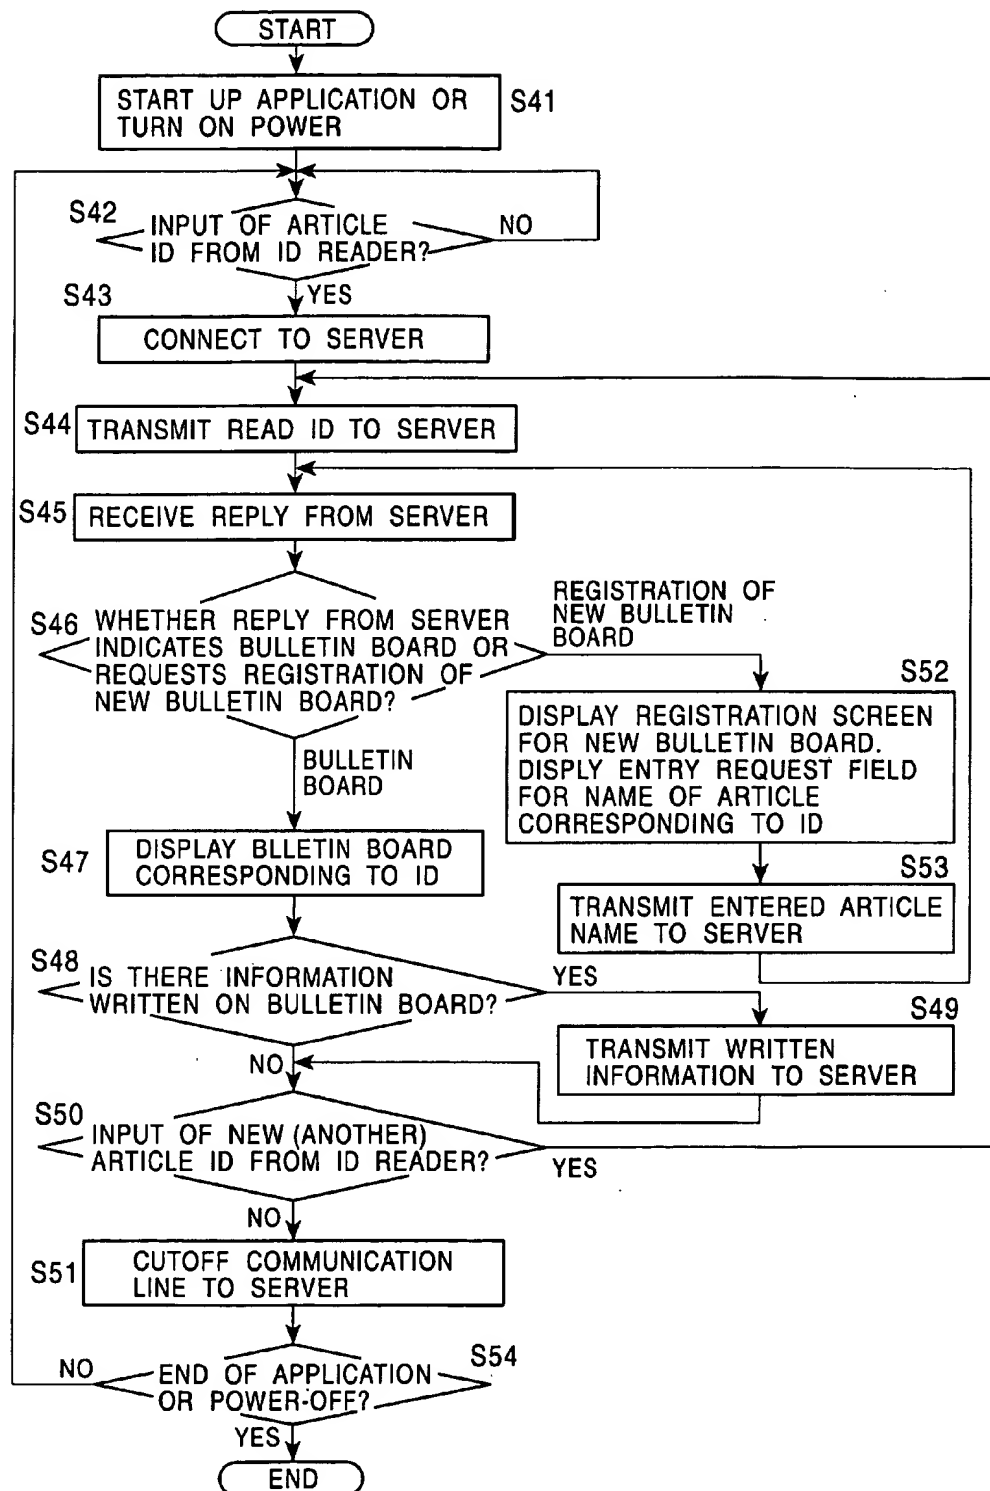 START
START UP APPLICATION OR
TURN ON POWER
S41
S42
INPUT OF ARTICLE
ID FROM ID READER?
NO
YES
S43
CONNECT TO SERVER
S44
TRANSMIT READ ID TO SERVER
S45
RECEIVE REPLY FROM SERVER
S46
WHETHER REPLY FROM SERVER
INDICATES BULLETIN BOARD OR
REQUESTS REGISTRATION OF
NEW BULLETIN BOARD?
REGISTRATION OF
NEW BULLETIN
BOARD
S52
DISPLAY REGISTRATION SCREEN
FOR NEW BULLETIN BOARD.
DISPLY ENTRY REQUEST FIELD
FOR NAME OF ARTICLE
CORRESPONDING TO ID
BULLETIN
BOARD
S47
DISPLAY BLLETIN BOARD
CORRESPONDING TO ID
S53
TRANSMIT ENTERED ARTICLE
NAME TO SERVER
S48
IS THERE INFORMATION
WRITTEN ON BULLETIN BOARD?
YES
S49
TRANSMIT WRITTEN
INFORMATION TO SERVER
NO
S50
INPUT OF NEW (ANOTHER)
ARTICLE ID FROM ID READER?
YES
NO
S51
CUTOFF COMMUNICATION
LINE TO SERVER
NO
END OF APPLICATION
OR POWER-OFF?
S54
YES
END